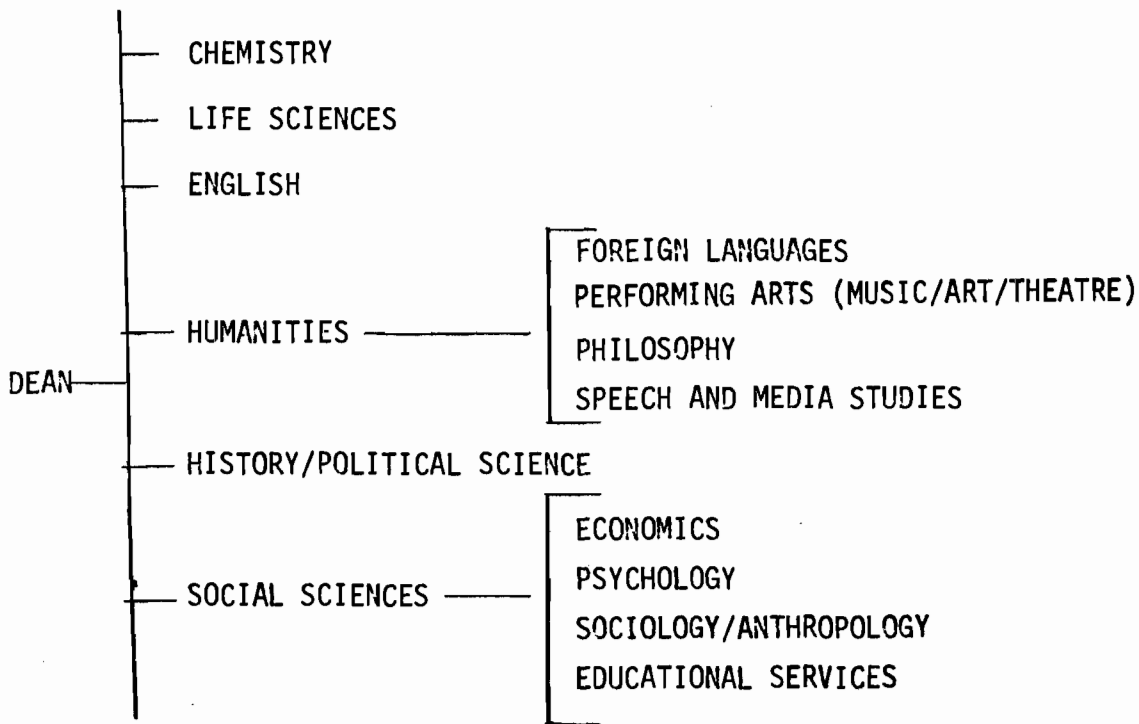 CHEMISTRY
LIFE SCIENCES
ENGLISH
HUMANITIES
FOREIGN LANGUAGES
PERFORMING ARTS (MUSIC/ART/THEATRE)
PHILOSOPHY
SPEECH AND MEDIA STUDIES
DEAN
HISTORY/POLITICAL SCIENCE
SOCIAL SCIENCES
ECONOMICS
PSYCHOLOGY
SOCIOLOGY/ANTHROPOLOGY
EDUCATIONAL SERVICES